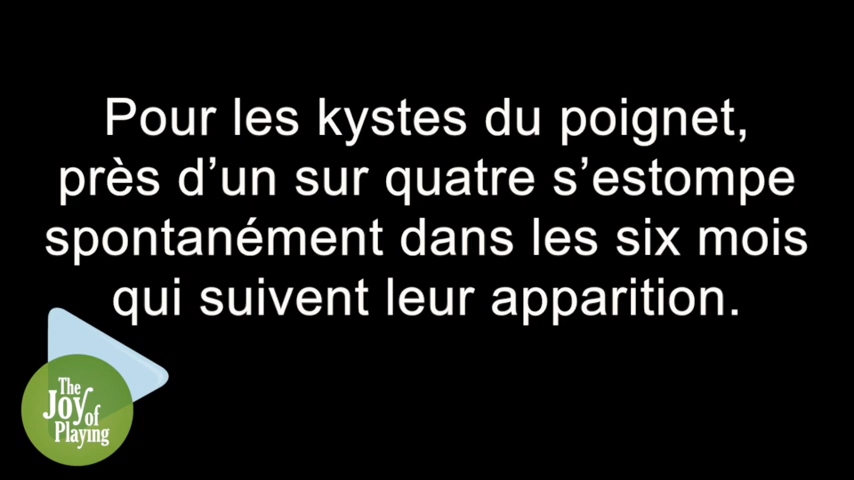 Pour les kystes du poignet,
près d’un sur quatre s’estompe
spontanément dans les six mois
qui suivent leur apparition.
The
Joy of
Playing